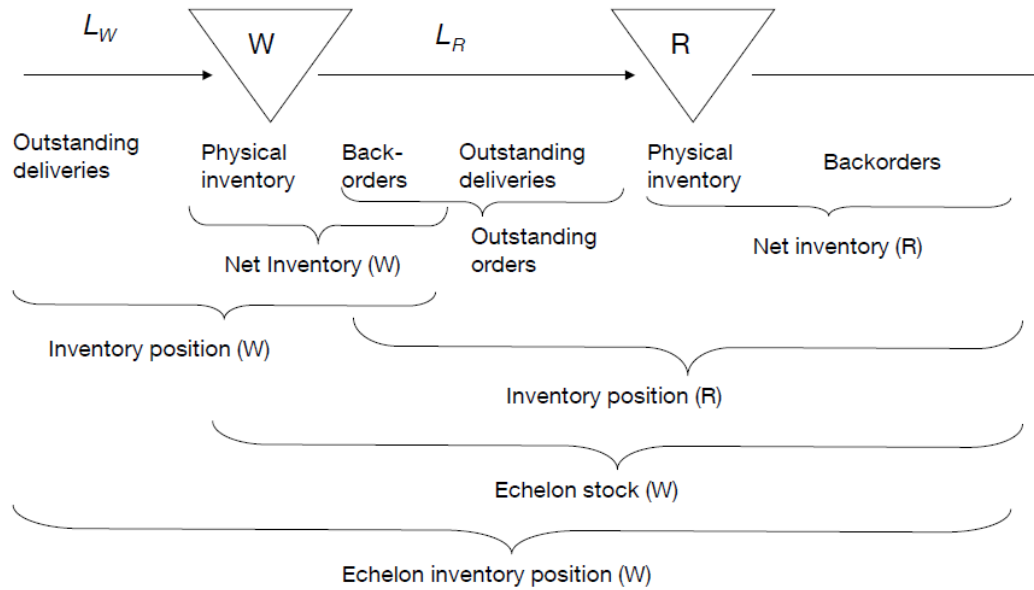 L_W
W
L_R
R
Outstanding
deliveries
Physical
inventory
Back-
orders
Outstanding
deliveries
Physical
inventory
Backorders
Net Inventory (W)
Outstanding
orders
Net inventory (R)
Inventory position (W)
Inventory position (R)
Echelon stock (W)
Echelon inventory position (W)